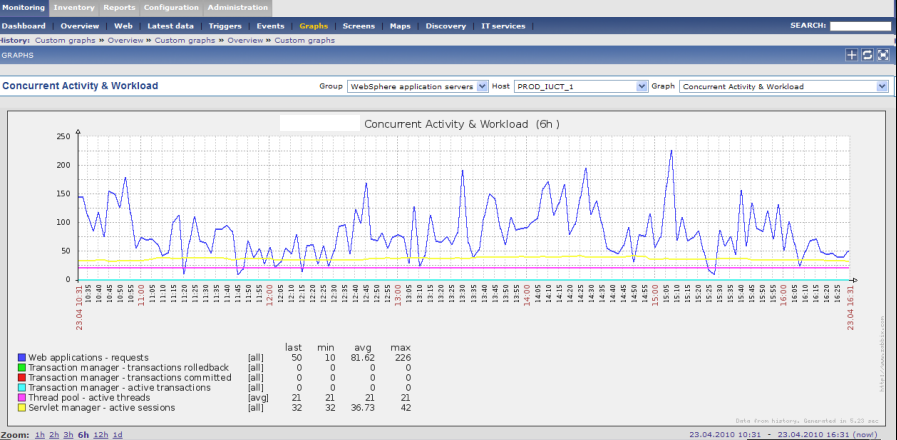 Monitoring Inventory Reports Configuration Administration
Dashboard Overview Web Latest data Triggers Events Graphs Screens Maps Discovery IT services SEARCH:
History: Custom graphs » Overview » Custom graphs » Overview » Custom graphs
GRAPHS
Concurrent Activity & Workload Group WebSphere application servers Host PROD_IUCT_1 Graph Concurrent Activity & Workload
Concurrent Activity & Workload (6h )
250
200
150
100
50
0
23.04 10:31 10:35 10:40 10:45 10:50 10:55 11:00 11:05 11:10 11:15 11:20 11:25 11:30 11:35 11:40 11:45 11:50 11:55 12:00 12:05 12:10 12:15 12:20 12:25 12:30 12:35 12:40 12:45 12:50 12:55 13:00 13:05 13:10 13:15 13:20 13:25 13:30 13:35 13:40 13:45 13:50 13:55 14:00 14:05 14:10 14:15 14:20 14:25 14:30 14:35 14:40 14:45 14:50 14:55 15:00 15:05 15:10 15:15 15:20 15:25 15:30 15:35 15:40 15:45 15:50 15:55 16:00 16:05 16:10 16:15 16:20 16:25 23.04 16:31
last min avg max
Web applications - requests [all] 50 10 81.62 226
Transaction manager - transactions rolledback [all] 0 0 0 0
Transaction manager - transactions committed [all] 0 0 0 0
Transaction manager - active transactions [all] 0 0 0 0
Thread pool - active threads [avg] 21 21 21 21
Servlet manager - active sessions [all] 32 32 36.73 42
http://www.zabbix.com
Data from history. Generated in 5.23 sec
Zoom: 1h 2h 3h 6h 12h 1d 23.04.2010 10:31 - 23.04.2010 16:31 (now!)